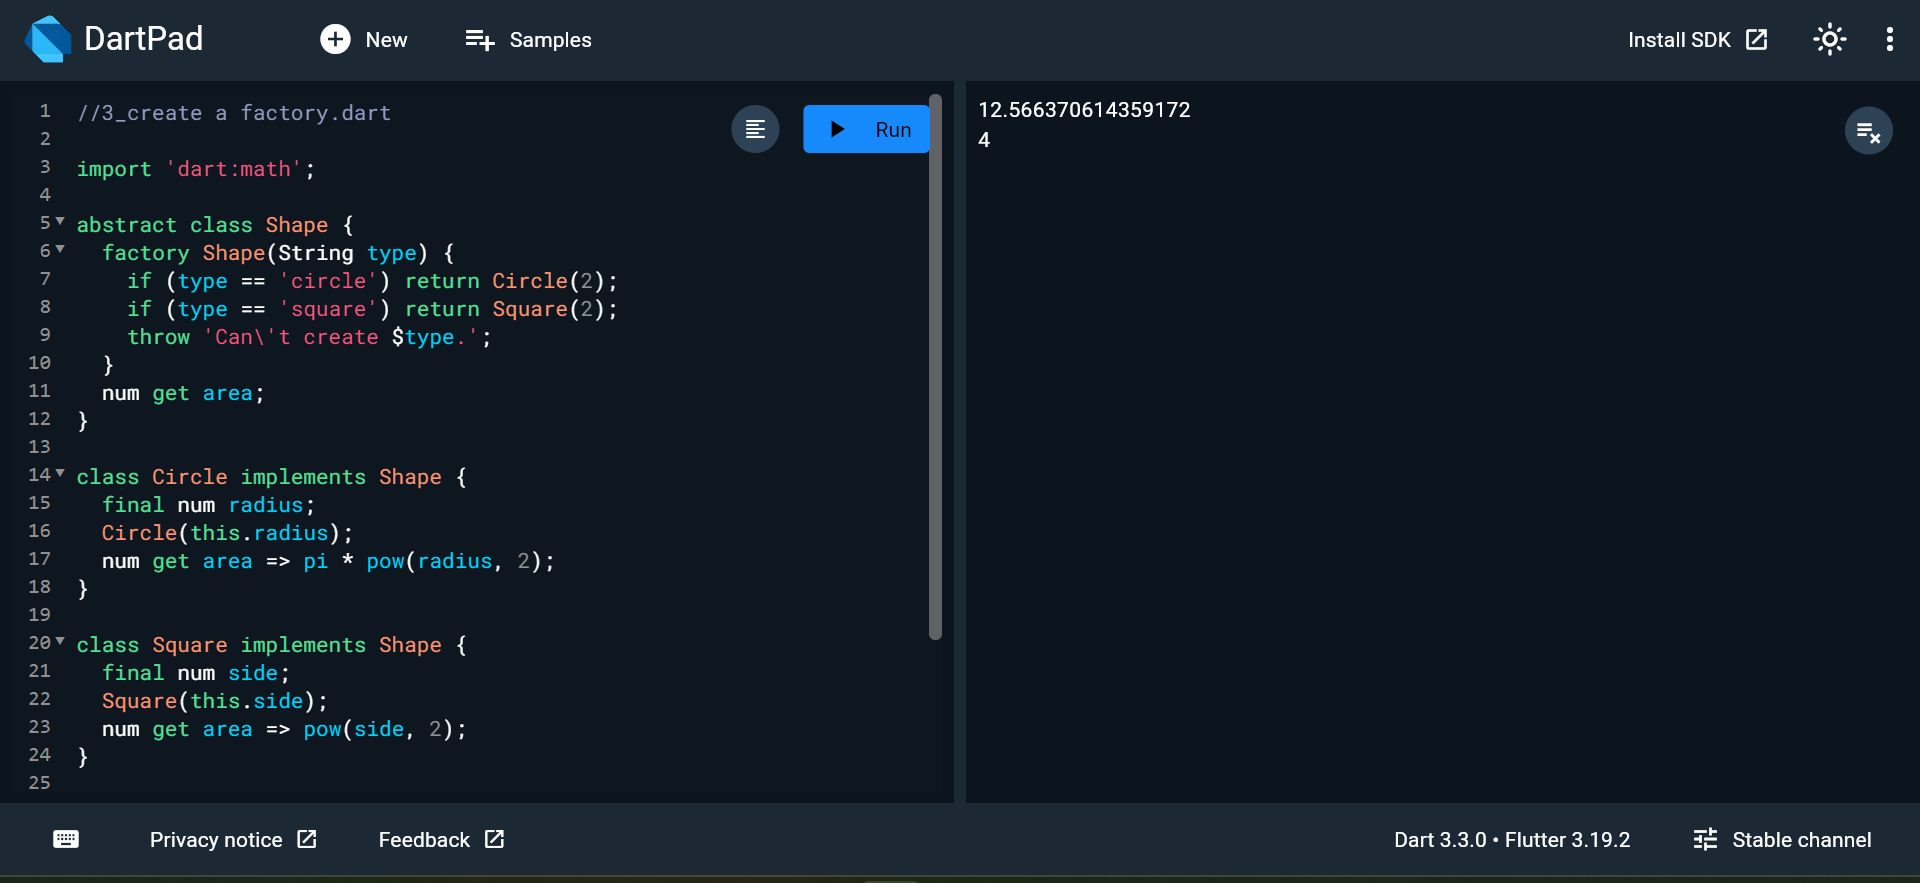 DartPad New Samples Install SDK
1 //3_create a factory.dart
2
3 import 'dart:math';
4
5 abstract class Shape {
6   factory Shape(String type) {
7     if (type == 'circle') return Circle(2);
8     if (type == 'square') return Square(2);
9     throw 'Can\'t create $type.';
10   }
11   num get area;
12 }
13
14 class Circle implements Shape {
15   final num radius;
16   Circle(this.radius);
17   num get area => pi * pow(radius, 2);
18 }
19
20 class Square implements Shape {
21   final num side;
22   Square(this.side);
23   num get area => pow(side, 2);
24 }
25
Run
12.566370614359172
4
Privacy notice Feedback Dart 3.3.0 • Flutter 3.19.2 Stable channel